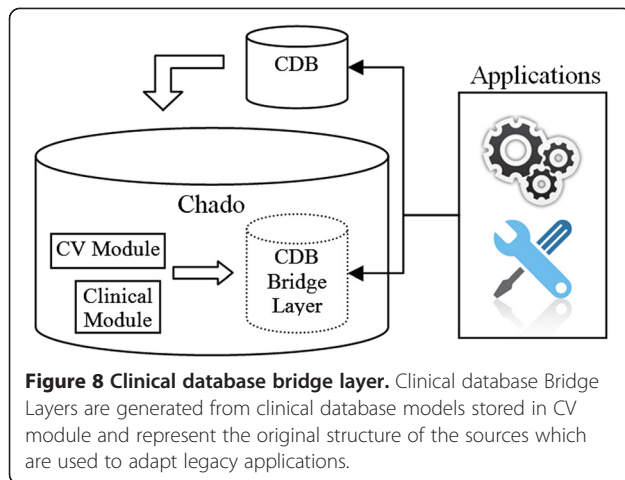 CDB
Applications
Chado
CV Module
Clinical
Module
CDB
Bridge
Layer
Figure 8 Clinical database bridge layer. Clinical database Bridge
Layers are generated from clinical database models stored in CV
module and represent the original structure of the sources which
are used to adapt legacy applications.